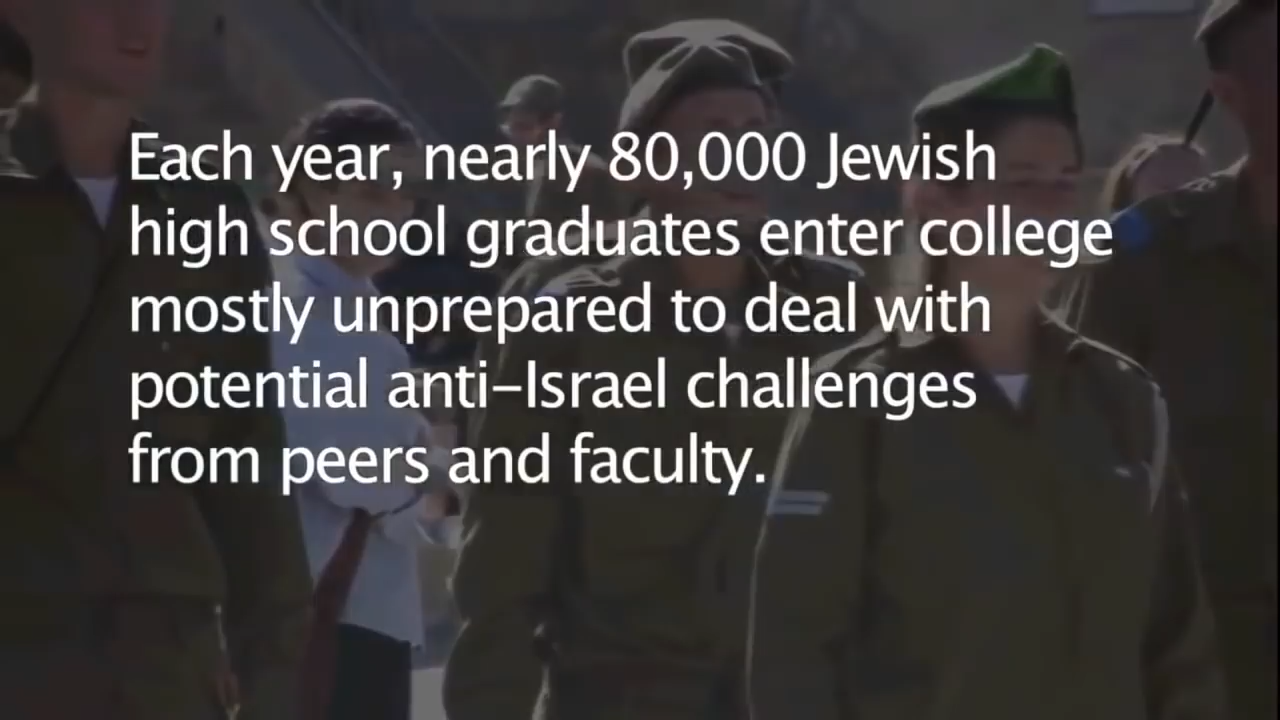 Each year, nearly 80,000 Jewish
high school graduates enter college
mostly unprepared to deal with
potential anti–Israel challenges
from peers and faculty.